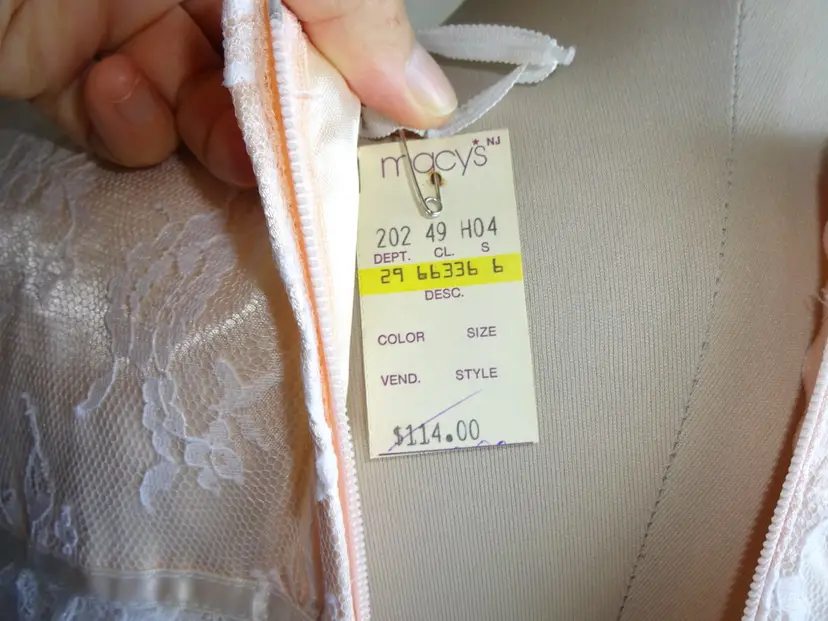 macy*s NJ
202 49 H04
DEPT. CL. S
29 66336 6
DESC.
COLOR SIZE
VEND. STYLE
$114.00